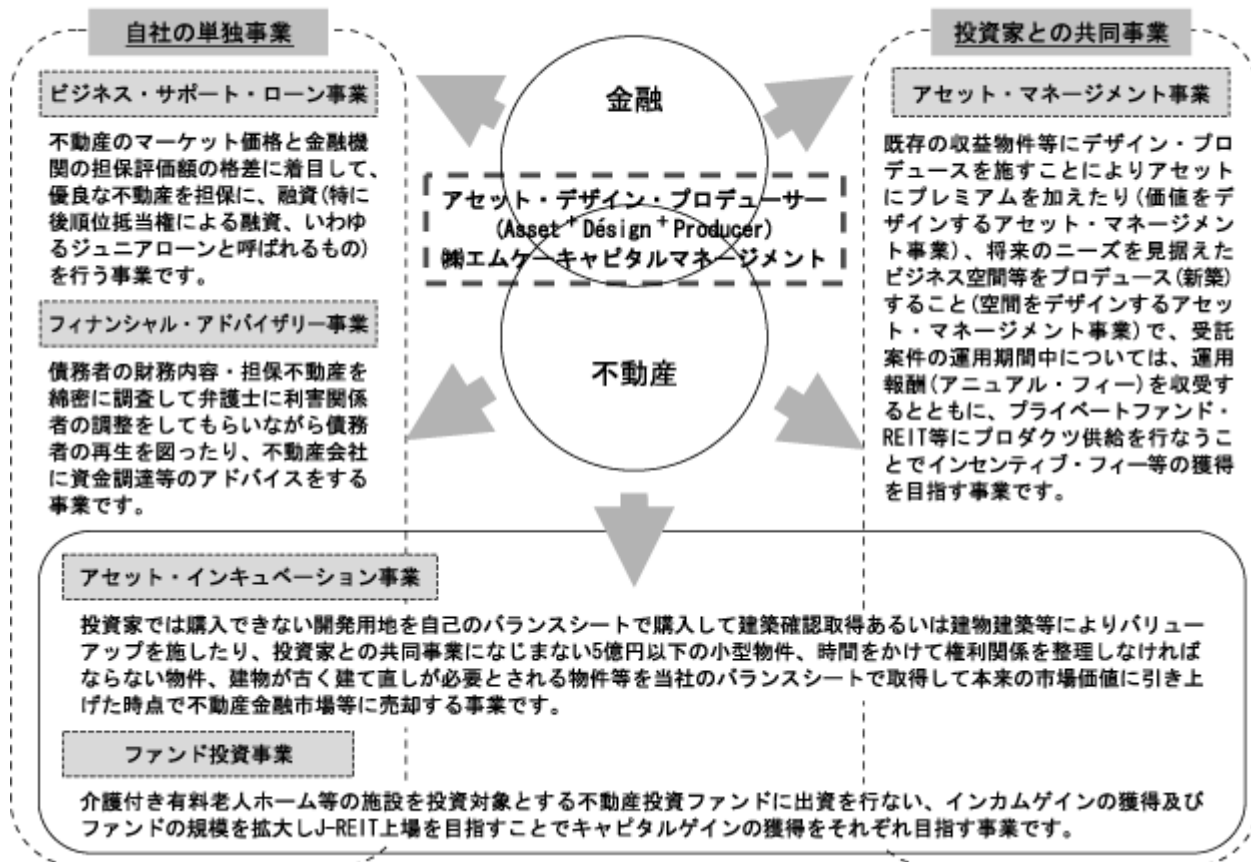 自社の単独事業
ビジネス・サポート・ローン事業
不動産のマーケット価格と金融機
関の担保評価額の格差に着目して、
優良な不動産を担保に、融資(特に
後順位抵当権による融資、いわゆ
るジュニアローンと呼ばれるもの)
を行う事業です。
フィナンシャル・アドバイザリー事業
債務者の財務内容・担保不動産を
綿密に調査して弁護士に利害関係
者の調整をしてもらいながら債務
者の再生を図ったり、不動産会社
に資金調達等のアドバイスをする
事業です。
金融
アセット・デザイン・プロデューサー
(Asset+Design+Producer)
㈱エムケーキャピタルマネージメント
不動産
投資家との共同事業
アセット・マネージメント事業
既存の収益物件等にデザイン・プロ
デュースを施すことによりアセット
にプレミアムを加えたり(価値をデ
ザインするアセット・マネージメン
ト事業)、将来のニーズを見据えた
ビジネス空間等をプロデュース(新築)
すること(空間をデザインするアセッ
ト・マネージメント事業)で、受託
案件の運用期間中については、運用
報酬(アニュアル・フィー)を収受す
るとともに、プライベートファンド・
REIT等にプロダクツ供給を行なうこ
とでインセンティブ・フィー等の獲得
を目指す事業です。
アセット・インキュベーション事業
投資家では購入できない開発用地を自己のバランスシートで購入して建築確認取得あるいは建物建築等によりバリュー
アップを施したり、投資家との共同事業になじまない5億円以下の小型物件、時間をかけて権利関係を整理しなければ
ならない物件、建物が古く建て直しが必要とされる物件等を当社のバランスシートで取得して本来の市場価値に引き上
げた時点で不動産金融市場等に売却する事業です。
ファンド投資事業
介護付き有料老人ホーム等の施設を投資対象とする不動産投資ファンドに出資を行ない、インカムゲインの獲得及び
ファンドの規模を拡大しJ-REIT上場を目指すことでキャピタルゲインの獲得をそれぞれ目指す事業です。